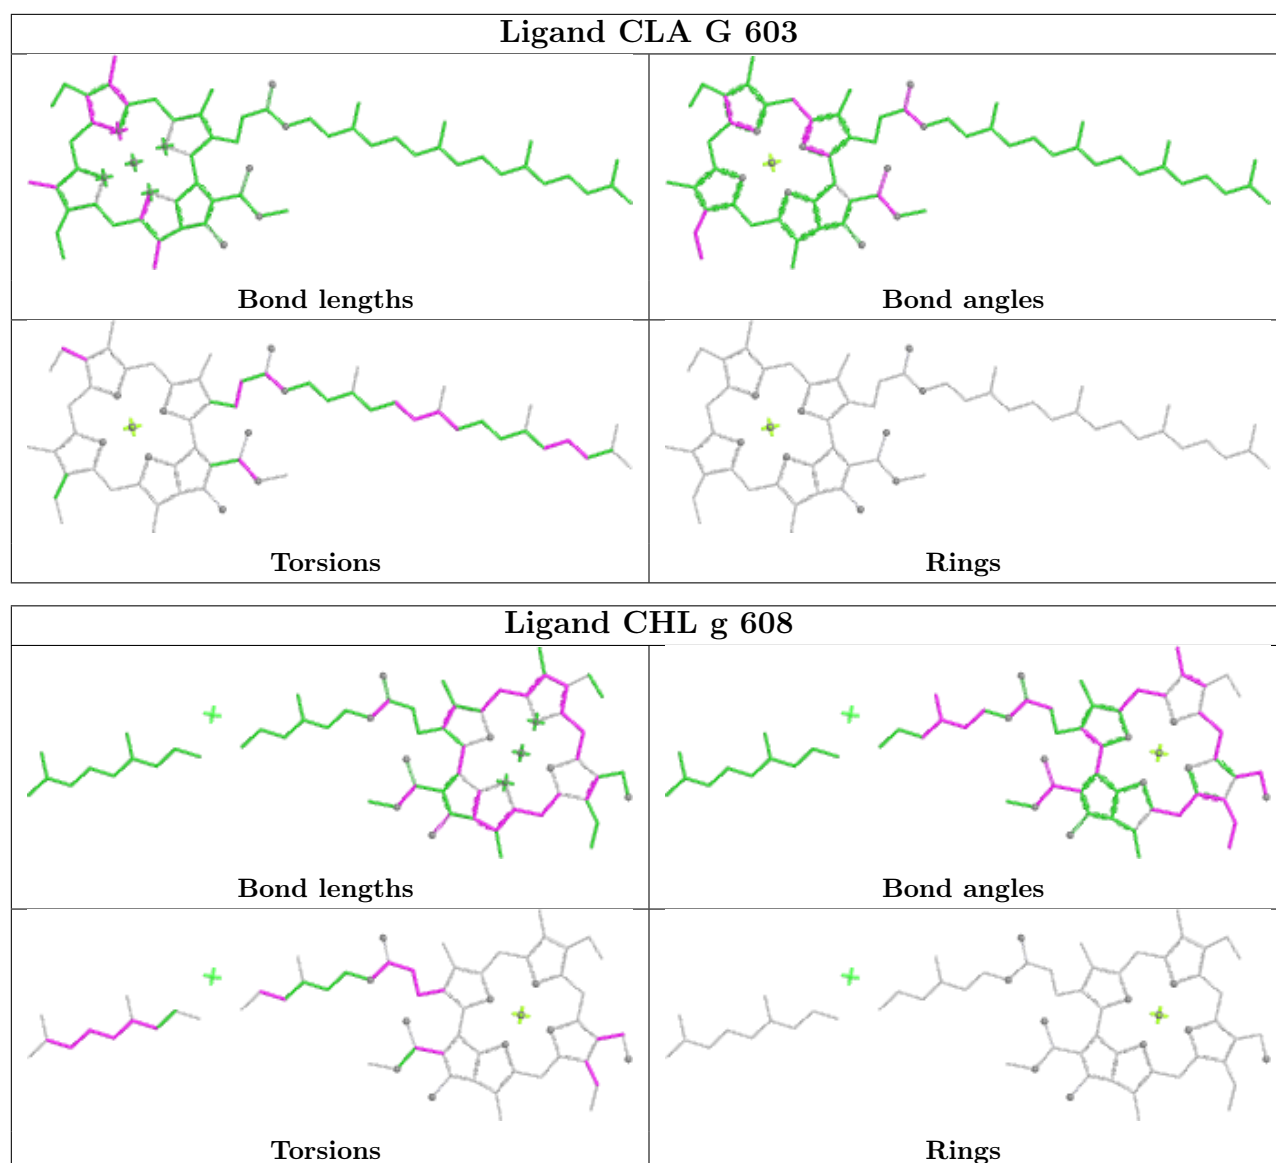 Ligand CLA G 603
Bond lengths
Bond angles
Torsions
Rings
Ligand CHL g 608
Bond lengths
Bond angles
Torsions
Rings